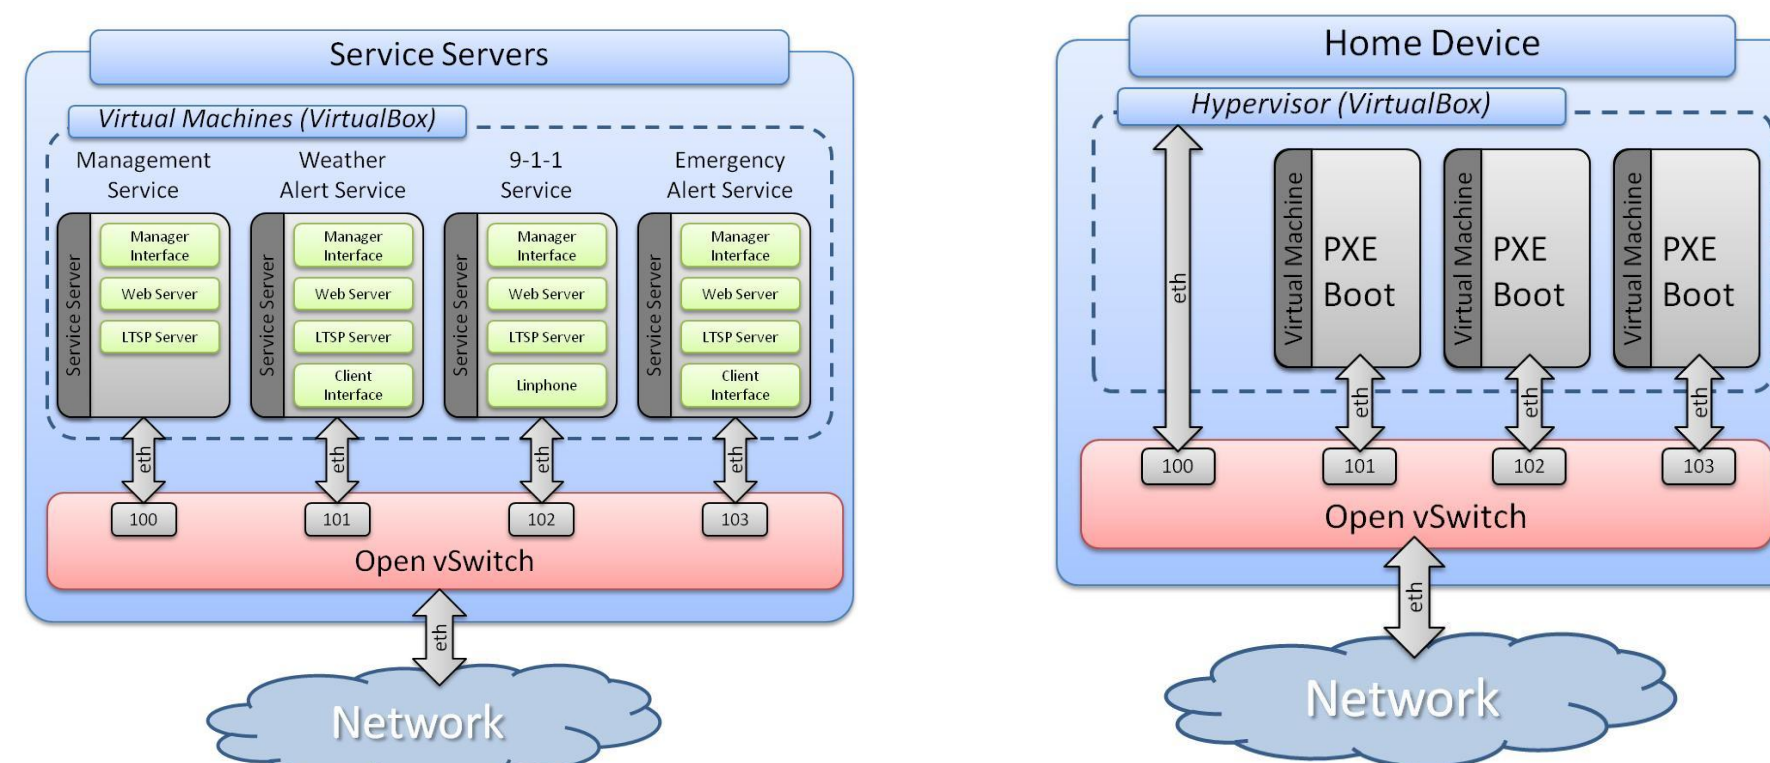 Service Servers
Virtual Machines (VirtualBox)
Management
Service
Weather
Alert Service
9-1-1
Service
Emergency
Alert Service
Service Server
Manager
Interface
Web Server
LTSP Server
Service Server
Manager
Interface
Web Server
LTSP Server
Client
Interface
Service Server
Manager
Interface
Web Server
LTSP Server
Linphone
Service Server
Manager
Interface
Web Server
LTSP Server
Client
Interface
eth
eth
eth
eth
100
101
102
103
Open vSwitch
eth
Network
Home Device
Hypervisor (VirtualBox)
eth
Virtual Machine
PXE
Boot
Virtual Machine
PXE
Boot
Virtual Machine
PXE
Boot
eth
eth
eth
100
101
102
103
Open vSwitch
eth
Network